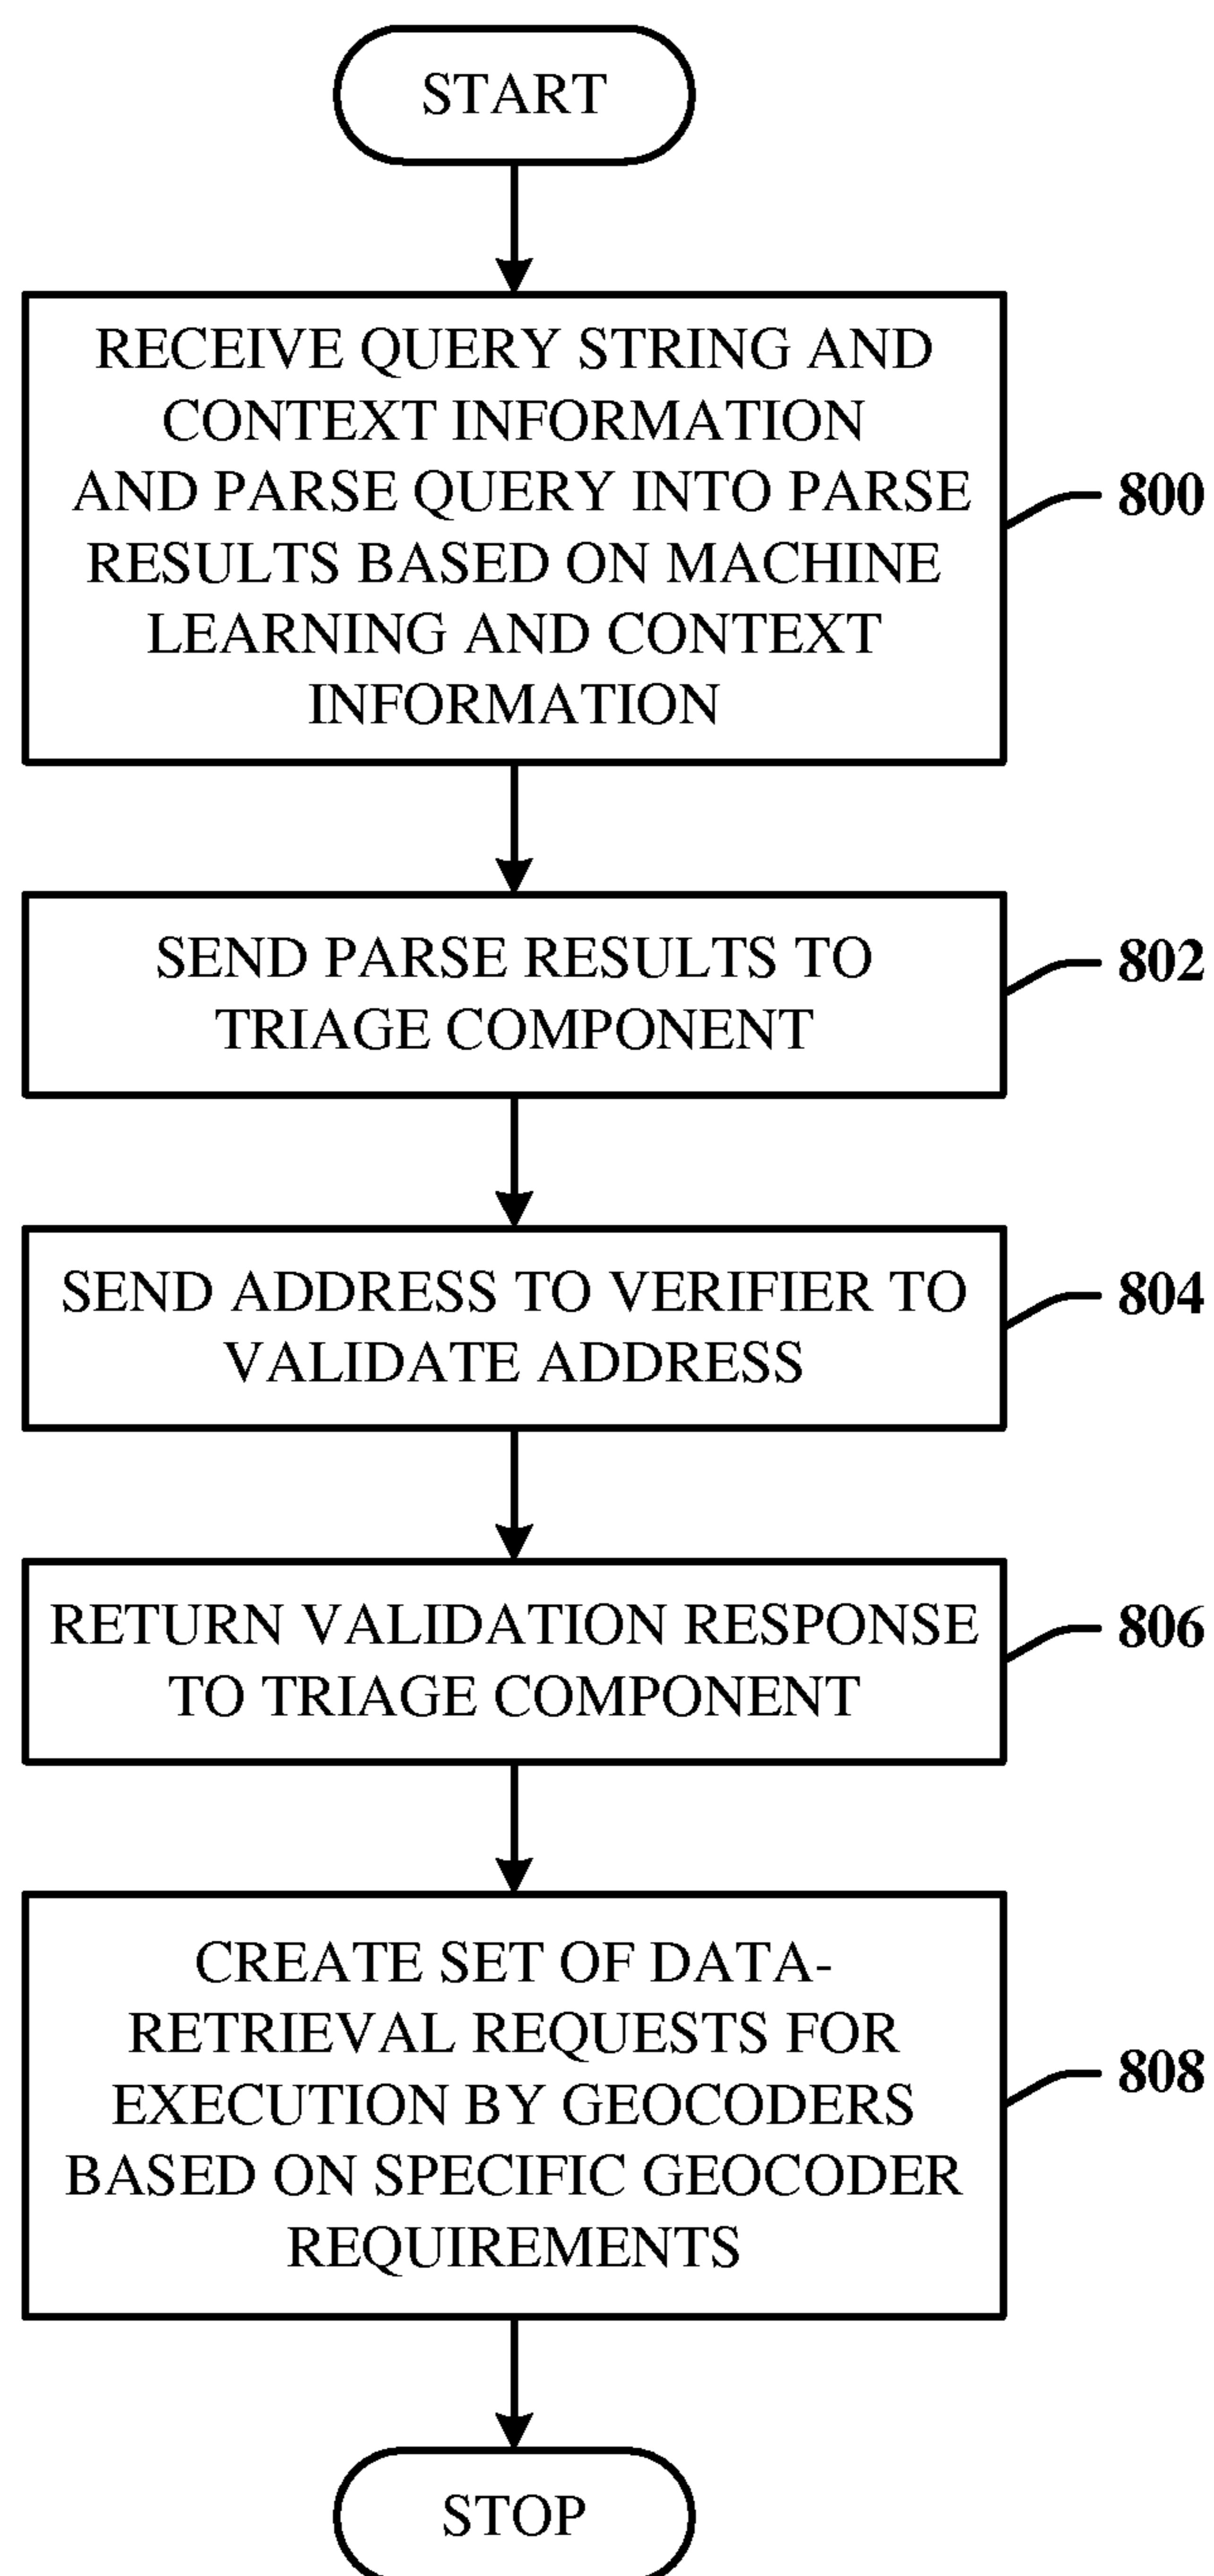 START
RECEIVE QUERY STRING AND
CONTEXT INFORMATION
AND PARSE QUERY INTO PARSE
RESULTS BASED ON MACHINE
LEARNING AND CONTEXT
INFORMATION
800
SEND PARSE RESULTS TO
TRIAGE COMPONENT
802
SEND ADDRESS TO VERIFIER TO
VALIDATE ADDRESS
804
RETURN VALIDATION RESPONSE
TO TRIAGE COMPONENT
806
CREATE SET OF DATA-
RETRIEVAL REQUESTS FOR
EXECUTION BY GEOCODERS
BASED ON SPECIFIC GEOCODER
REQUIREMENTS
808
STOP